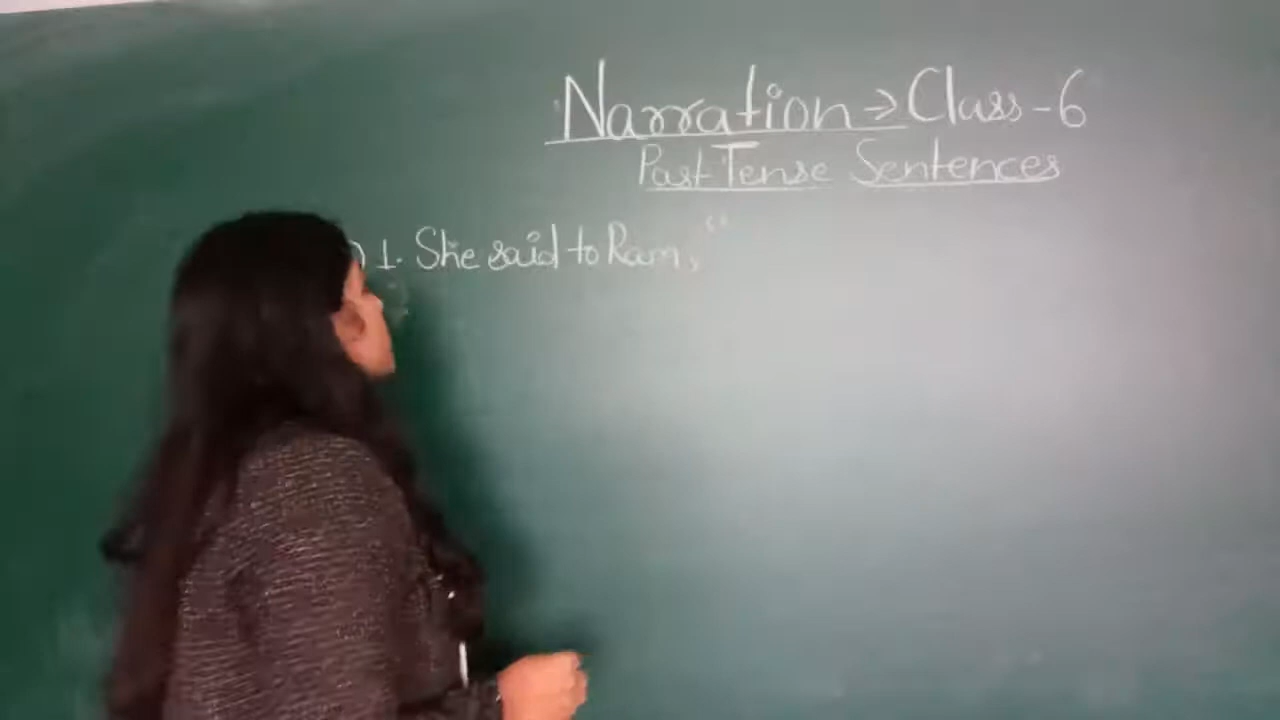 Narration → Class-6
Past Tense Sentences
) 1. She said to Ram, "